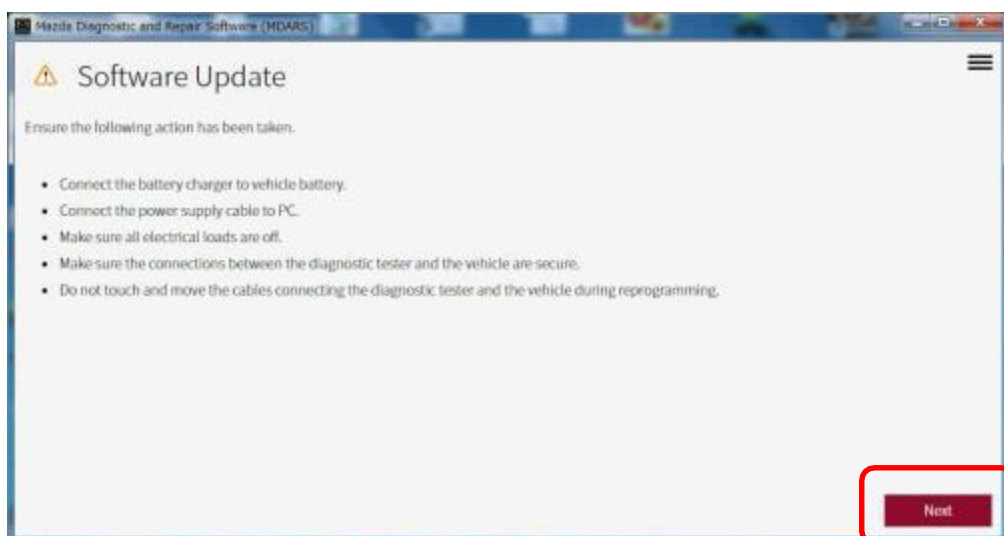 Mazda Diagnostic and Repair Software (MDARS)
Software Update
Ensure the following action has been taken.
• Connect the battery charger to vehicle battery.
• Connect the power supply cable to PC.
• Make sure all electrical loads are off.
• Make sure the connections between the diagnostic tester and the vehicle are secure.
• Do not touch and move the cables connecting the diagnostic tester and the vehicle during reprogramming.
Next